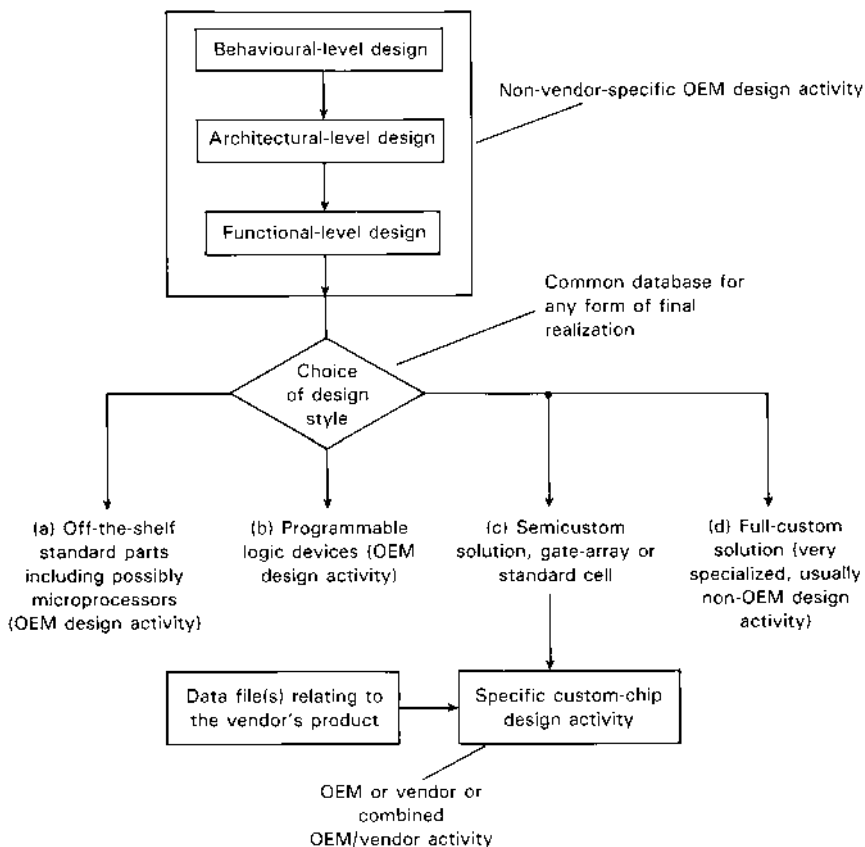 Behavioural-level design
Non-vendor-specific OEM design activity
Architectural-level design
Functional-level design
Common database for
any form of final
realization
Choice
of design
style
(a) Off-the-shelf
standard parts
including possibly
microprocessors
(OEM design activity)
(b) Programmable
logic devices (OEM
design activity)
(c) Semicustom
solution, gate-array or
standard cell
(d) Full-custom
solution (very
specialized, usually
non-OEM design
activity)
Data file(s) relating to
the vendor's product
Specific custom-chip
design activity
OEM or vendor or
combined
OEM/vendor activity